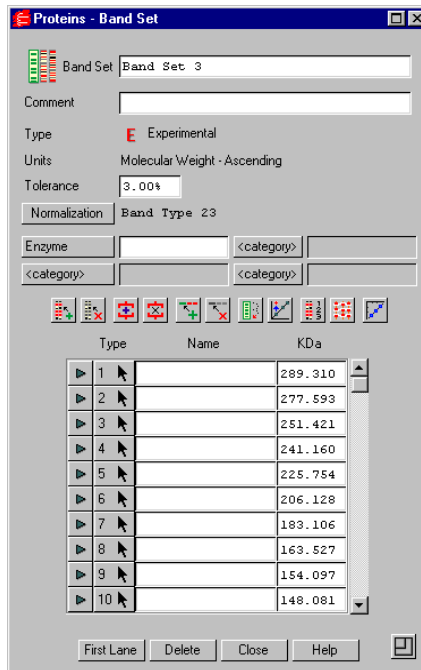 Proteins - Band Set
Band Set Band Set 3
Comment
Type E Experimental
Units Molecular Weight - Ascending
Tolerance 3.00%
Normalization Band Type 23
Enzyme <category>
<category> <category>
Type Name KDa
1 289.310
2 277.593
3 251.421
4 241.160
5 225.754
6 206.128
7 183.106
8 163.527
9 154.097
10 148.081
First Lane Delete Close Help